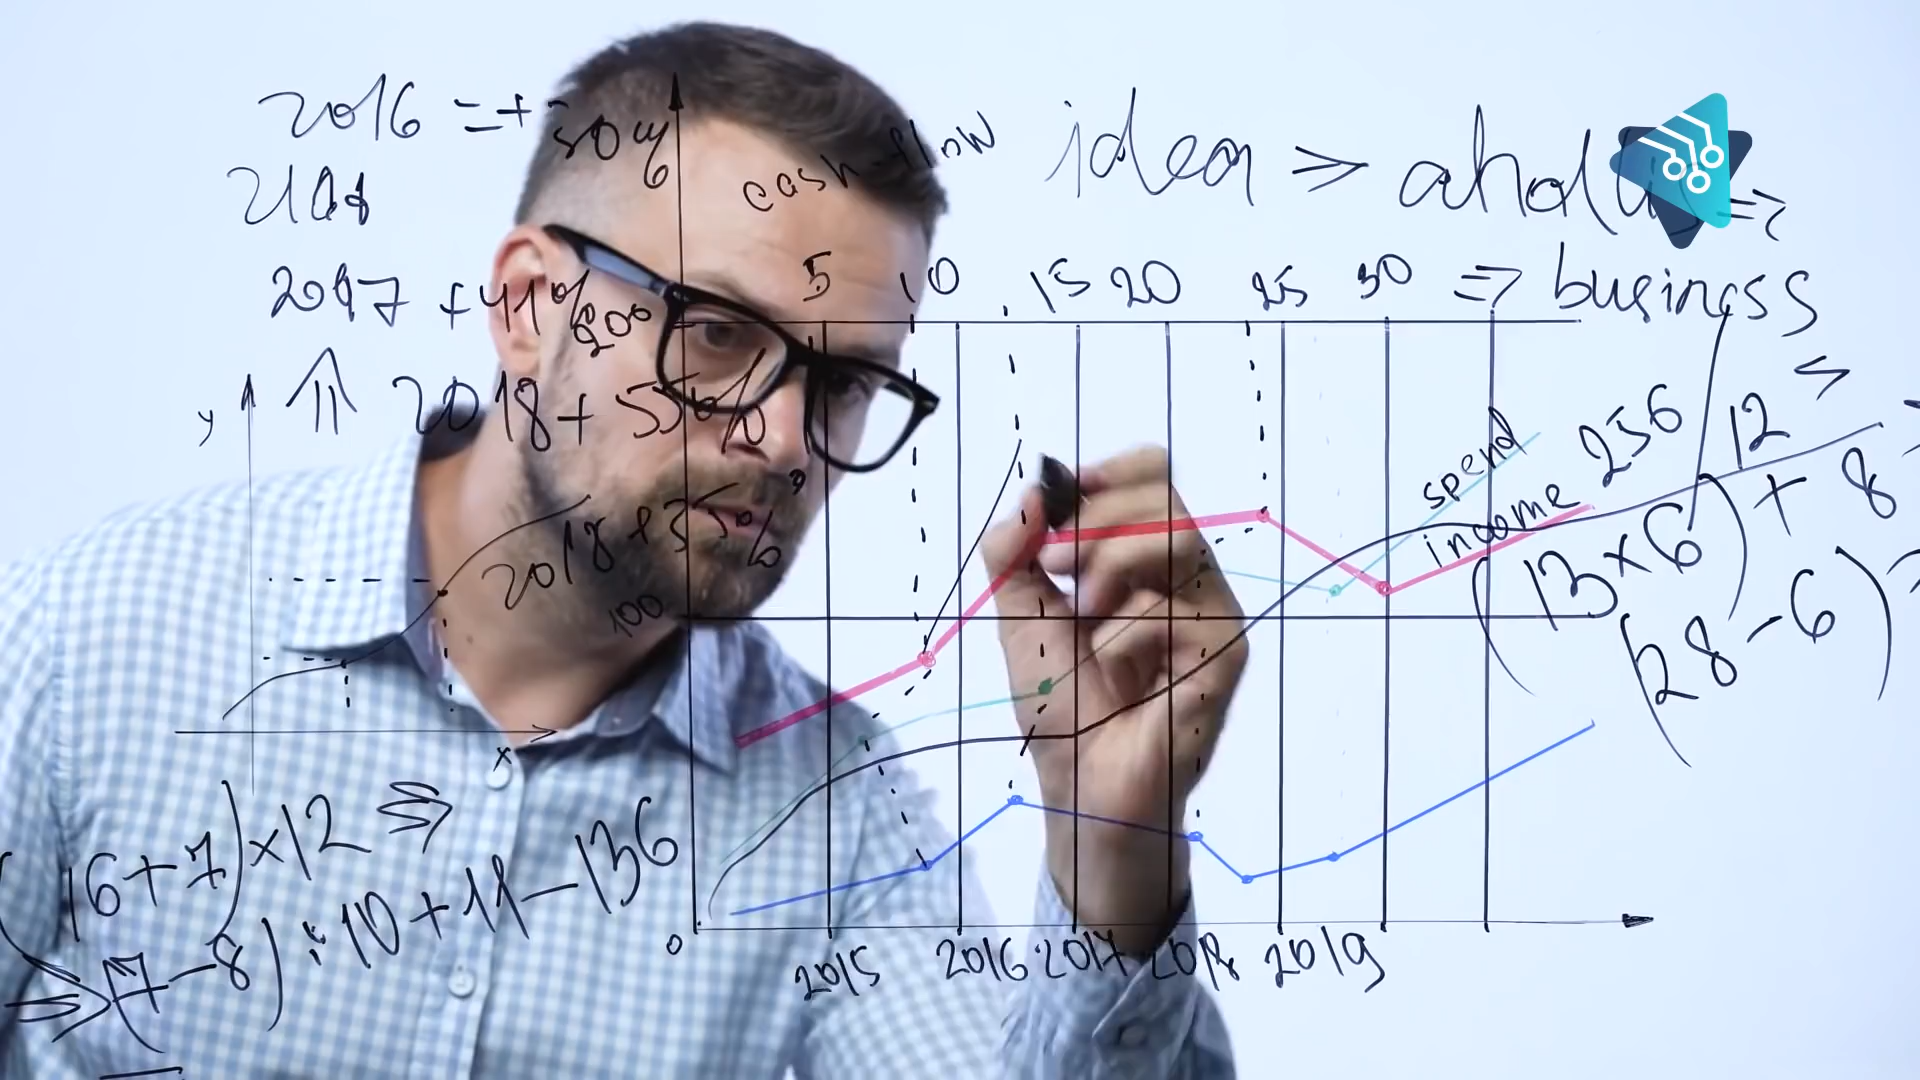 2016 =+50%
cash-flow
idea => =>
2017 +41%
5 10 15 20 25 30 => business
200
2018 + 55%
y
spend
256
12
income
2018 + 35%
(13×6) + 8
100
(28-6)
x
(16+7)×12 =>
=>(7-8) : 10+11-136
0
2015 2016 2017 2018 2019